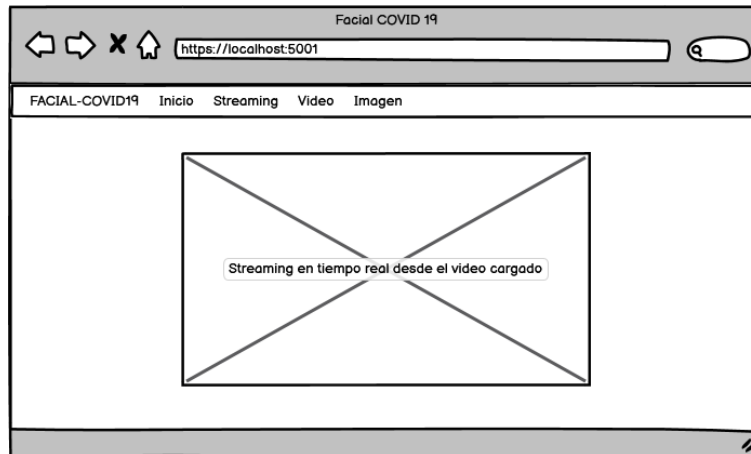 Facial COVID 19
https://localhost:5001
FACIAL-COVID19 Inicio Streaming Video Imagen
Streaming en tiempo real desde el video cargado